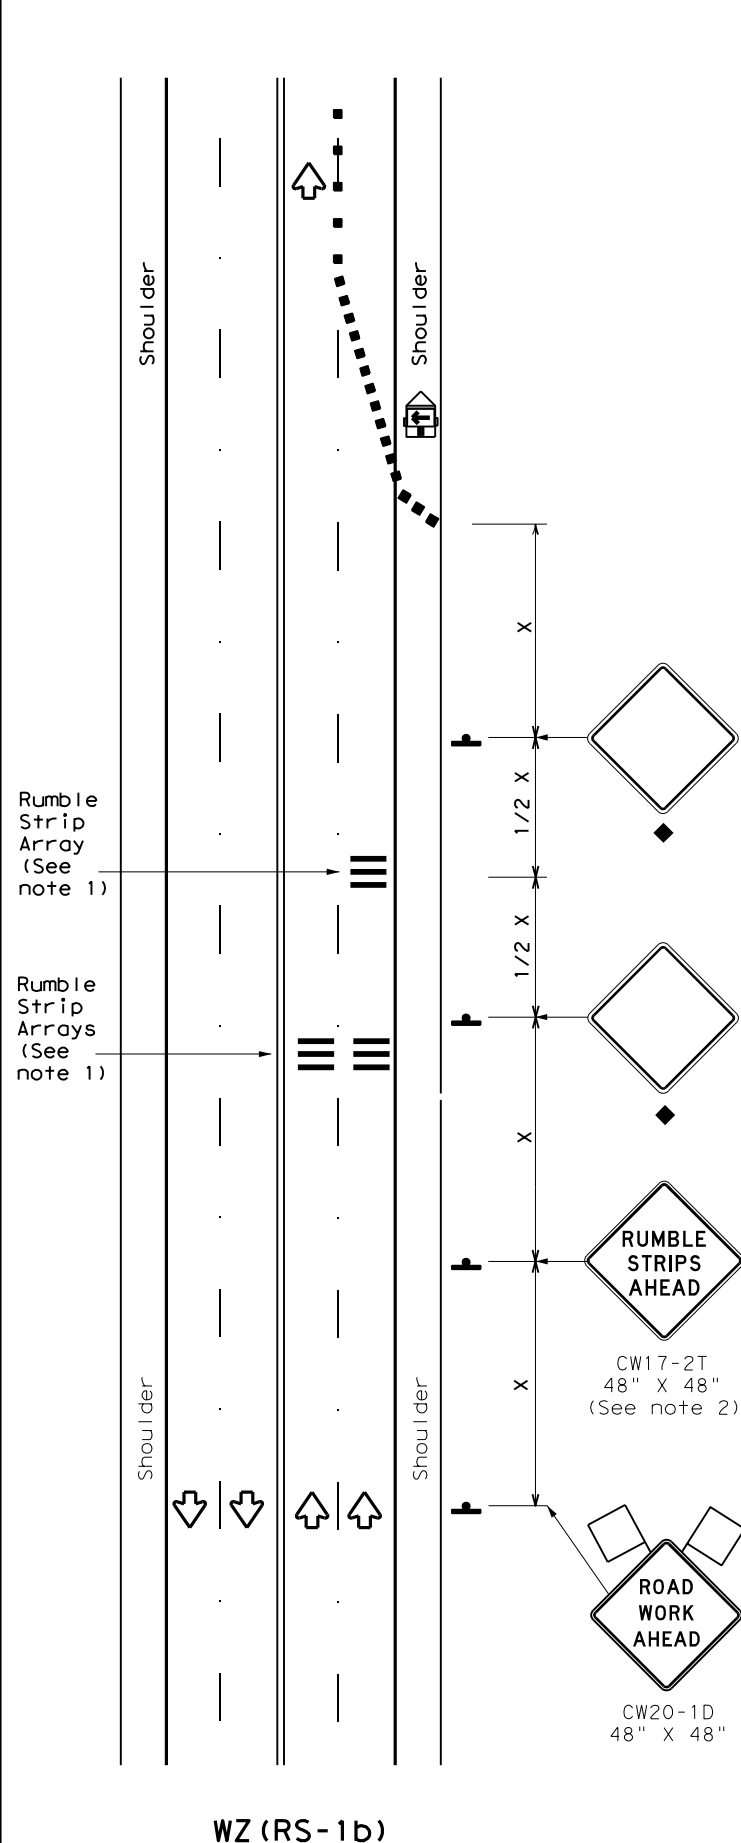 Shoulder
Shoulder
X
1/2 X
Rumble
Strip
Array
(See
note 1)
1/2 X
Rumble
Strip
Arrays
(See
note 1)
X
RUMBLE
STRIPS
AHEAD
CW17-2T
48" X 48"
(See note 2)
X
Shoulder
Shoulder
ROAD
WORK
AHEAD
CW20-1D
48" X 48"
WZ(RS-1b)